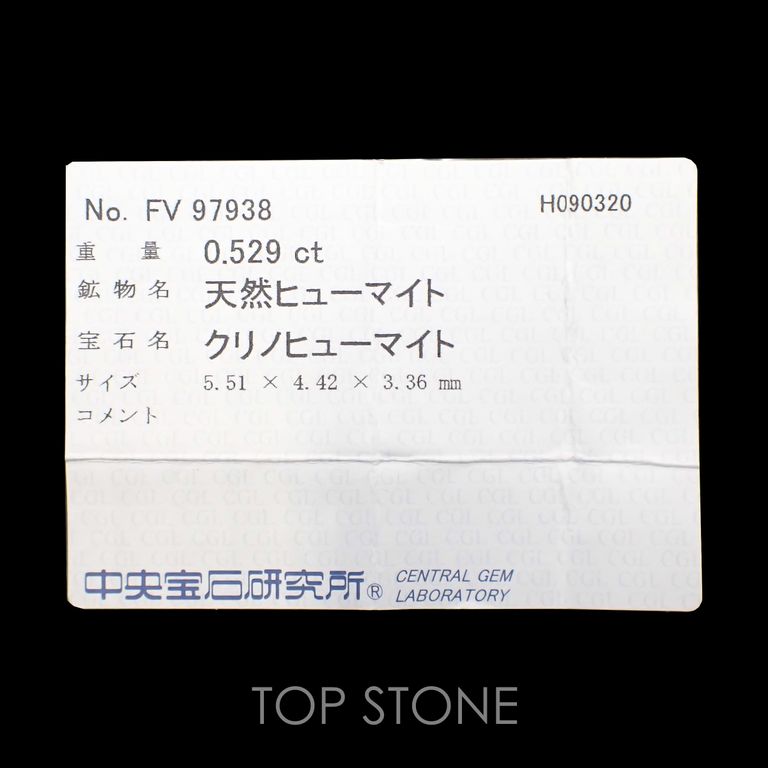 No. FV 97938 H090320
重 量 0.529 ct
鉱 物 名 天然ヒューマイト
宝 石 名 クリノヒューマイト
サイズ 5.51 × 4.42 × 3.36 mm
コメント
中央宝石研究所® CENTRAL GEM
LABORATORY
TOP STONE